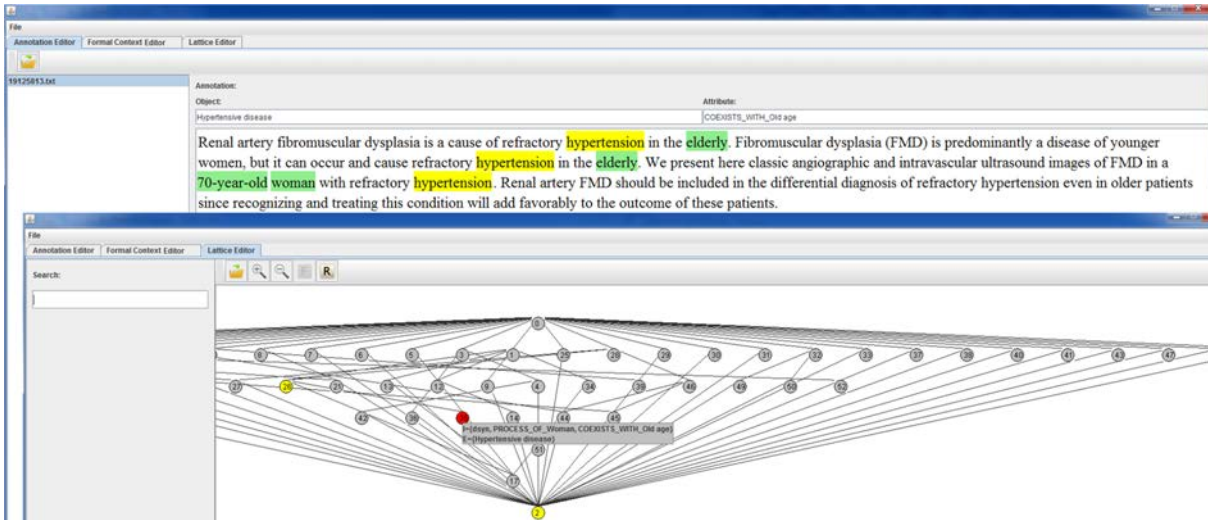 File
Annotation Editor Formal Context Editor Lattice Editor
19125813.txt
Annotation:
Object: Attribute:
Hypertensive disease COEXISTS_WITH_Old age
Renal artery fibromuscular dysplasia is a cause of refractory hypertension in the elderly. Fibromuscular dysplasia (FMD) is predominantly a disease of younger
women, but it can occur and cause refractory hypertension in the elderly. We present here classic angiographic and intravascular ultrasound images of FMD in a
70-year-old woman with refractory hypertension. Renal artery FMD should be included in the differential diagnosis of refractory hypertension even in older patients
since recognizing and treating this condition will add favorably to the outcome of these patients.
File
Annotation Editor Formal Context Editor Lattice Editor
Search:
R
0
7 6 5 3 1 25 28 29 30 31 32 33 37 38 40 41 43 47
27 26 21 13 12 9 4 34 39 46 49 50 52
42 36 14 44 45
I={dsyn, PROCESS_OF_Woman, COEXISTS_WITH_Old age}
E={Hypertensive disease}
51
17
2